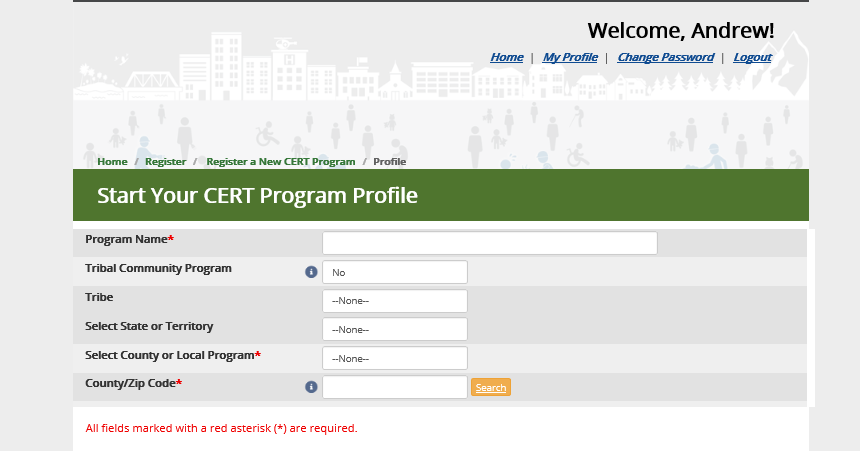 Welcome, Andrew!
Home | My Profile | Change Password | Logout
Home / Register / Register a New CERT Program / Profile
Start Your CERT Program Profile
Program Name*
Tribal Community Program i No
Tribe --None--
Select State or Territory --None--
Select County or Local Program* --None--
County/Zip Code* i Search
All fields marked with a red asterisk (*) are required.